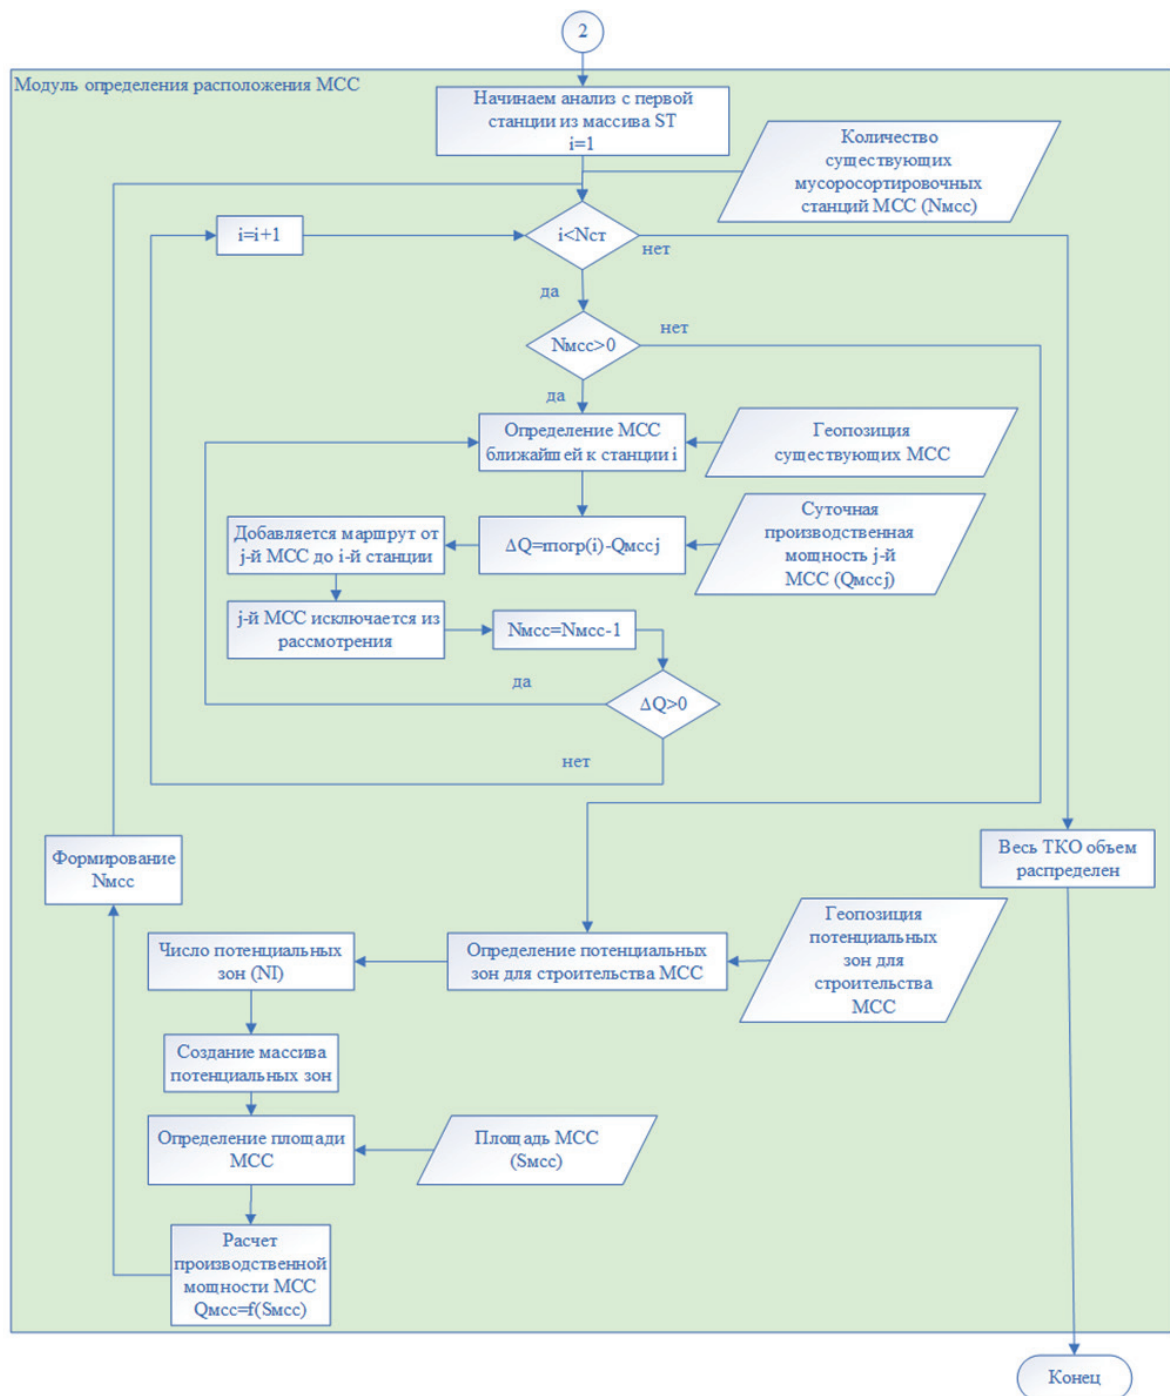 2
Модуль определения расположения МСС
Начинаем анализ с первой
станции из массива ST
i=1
Количество
существующих
мусоросортировочных
станций МСС (Nмсс)
i=i+1
i<Nст
нет
да
Nмсс>0
нет
да
Определение МСС
ближайшей к станции i
Геопозиция
существующих МСС
Добавляется маршрут от
j-й МСС до i-й станции
ΔQ=mпогр(i)-Qмссj
Суточная
производственная
мощность j-й
МСС (Qмссj)
j-й МСС исключается из
рассмотрения
Nмсс=Nмсс-1
да
ΔQ>0
нет
Формирование
Nмсс
Весь ТКО объем
распределен
Число потенциальных
зон (NI)
Определение потенциальных
зон для строительства МСС
Геопозиция
потенциальных
зон для
строительства
МСС
Создание массива
потенциальных зон
Определение площади
МСС
Площадь МСС
(Sмсс)
Расчет
производственной
мощности МСС
Qмсс=f(Sмсс)
Конец